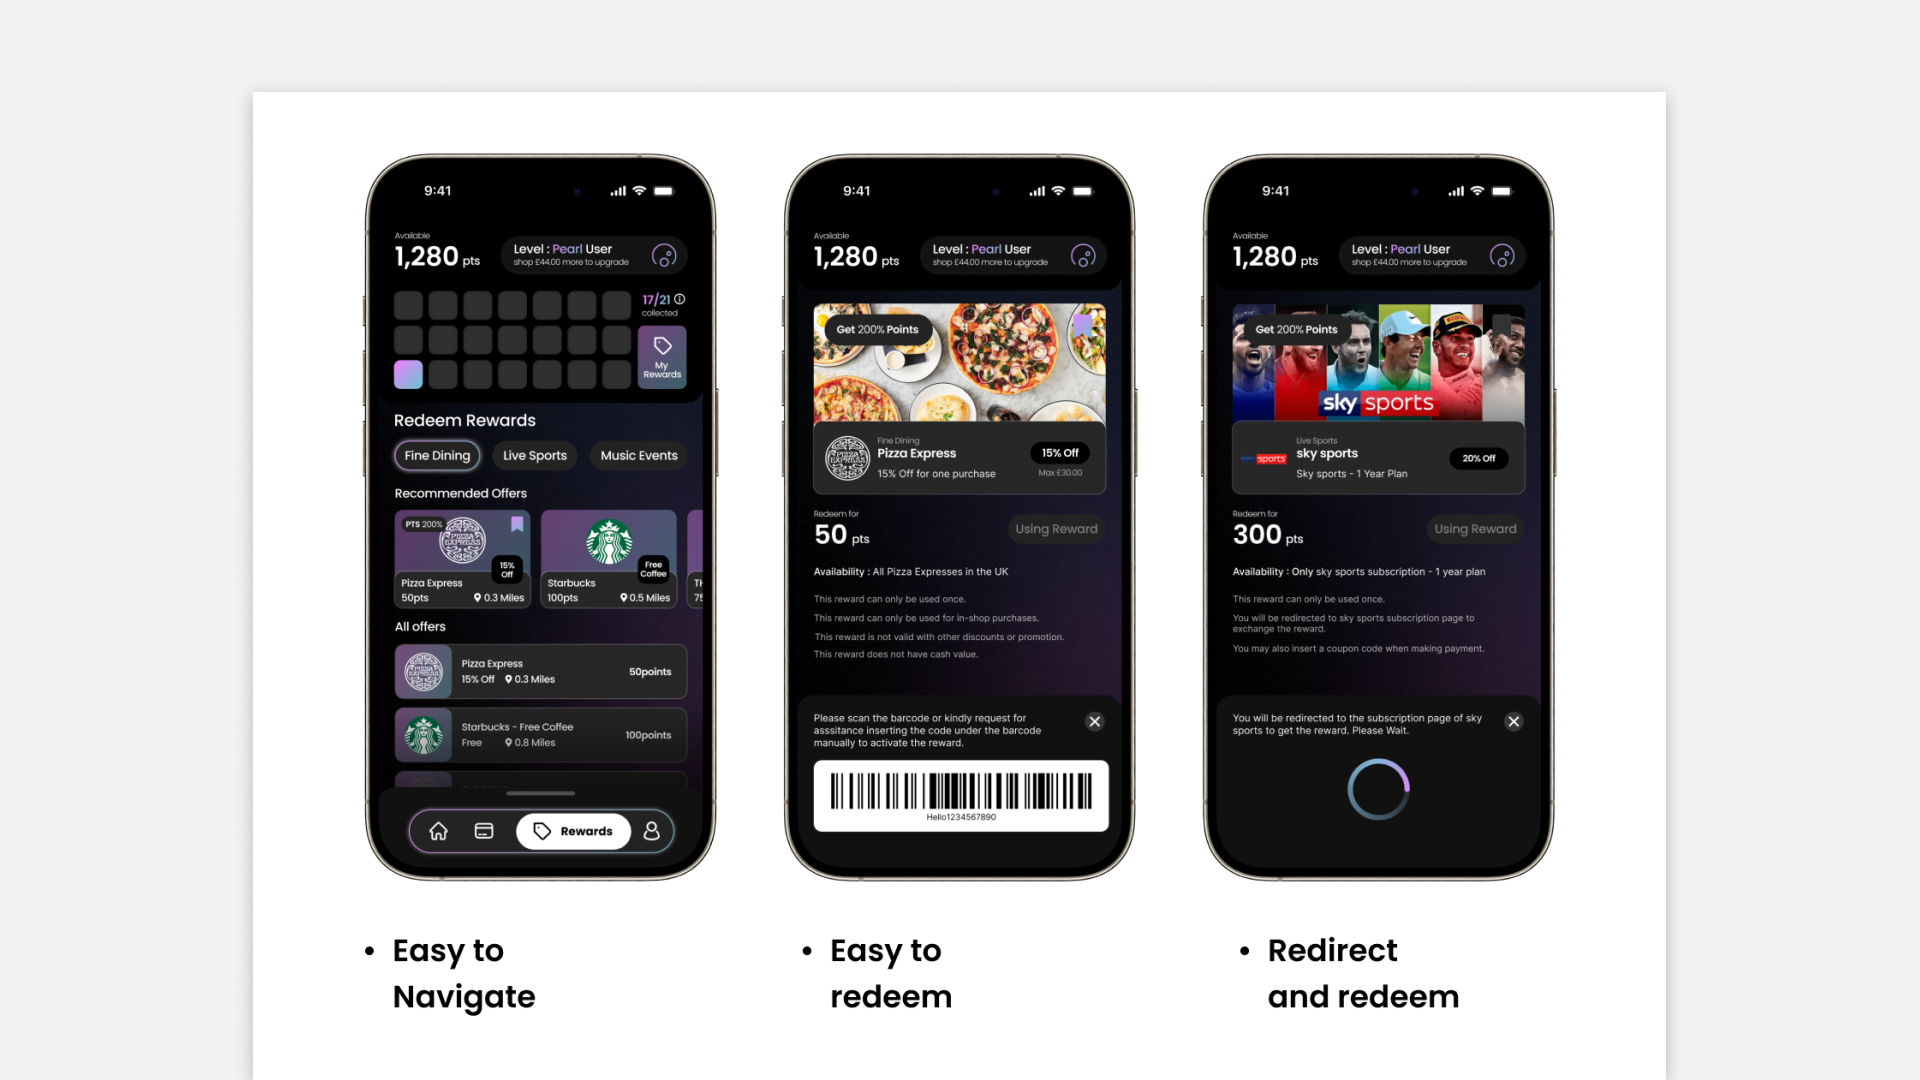 9:41
Available
1,280 pts
Level : Pearl User
shop £44.00 more to upgrade
17/21
collected
My
Rewards
Redeem Rewards
Fine Dining
Live Sports
Music Events
Recommended Offers
PTS 200%
PIZZA
EXPRESS
15%
Off
Pizza Express
50pts
0.3 Miles
Free
Coffee
Starbucks
100pts
0.5 Miles
All offers
PIZZA
EXPRESS
Pizza Express
15% Off
0.3 Miles
50points
Starbucks - Free Coffee
Free
0.8 Miles
100points
Rewards
9:41
Available
1,280 pts
Level : Pearl User
shop £44.00 more to upgrade
Get 200% Points
PIZZA
EXPRESS
Fine Dining
Pizza Express
15% Off for one purchase
15% Off
Max £30.00
Redeem for
50 pts
Using Reward
Availability : All Pizza Expresses in the UK
This reward can only be used once.
This reward can only be used for in-shop purchases.
This reward is not valid with other discounts or promotion.
This reward does not have cash value.
Please scan the barcode or kindly request for
asssitance inserting the code under the barcode
manually to activate the reward.
Hello1234567890
9:41
Available
1,280 pts
Level : Pearl User
shop £44.00 more to upgrade
Get 200% Points
sky sports
sports
Live Sports
sky sports
Sky sports - 1 Year Plan
20% Off
Redeem for
300 pts
Using Reward
Availability : Only sky sports subscription - 1 year plan
This reward can only be used once.
You will be redirected to sky sports subscription page to
exchange the reward.
You may also insert a coupon code when making payment.
You will be redirected to the subscription page of sky
sports to get the reward. Please Wait.
• Easy to
Navigate
• Easy to
redeem
• Redirect
and redeem